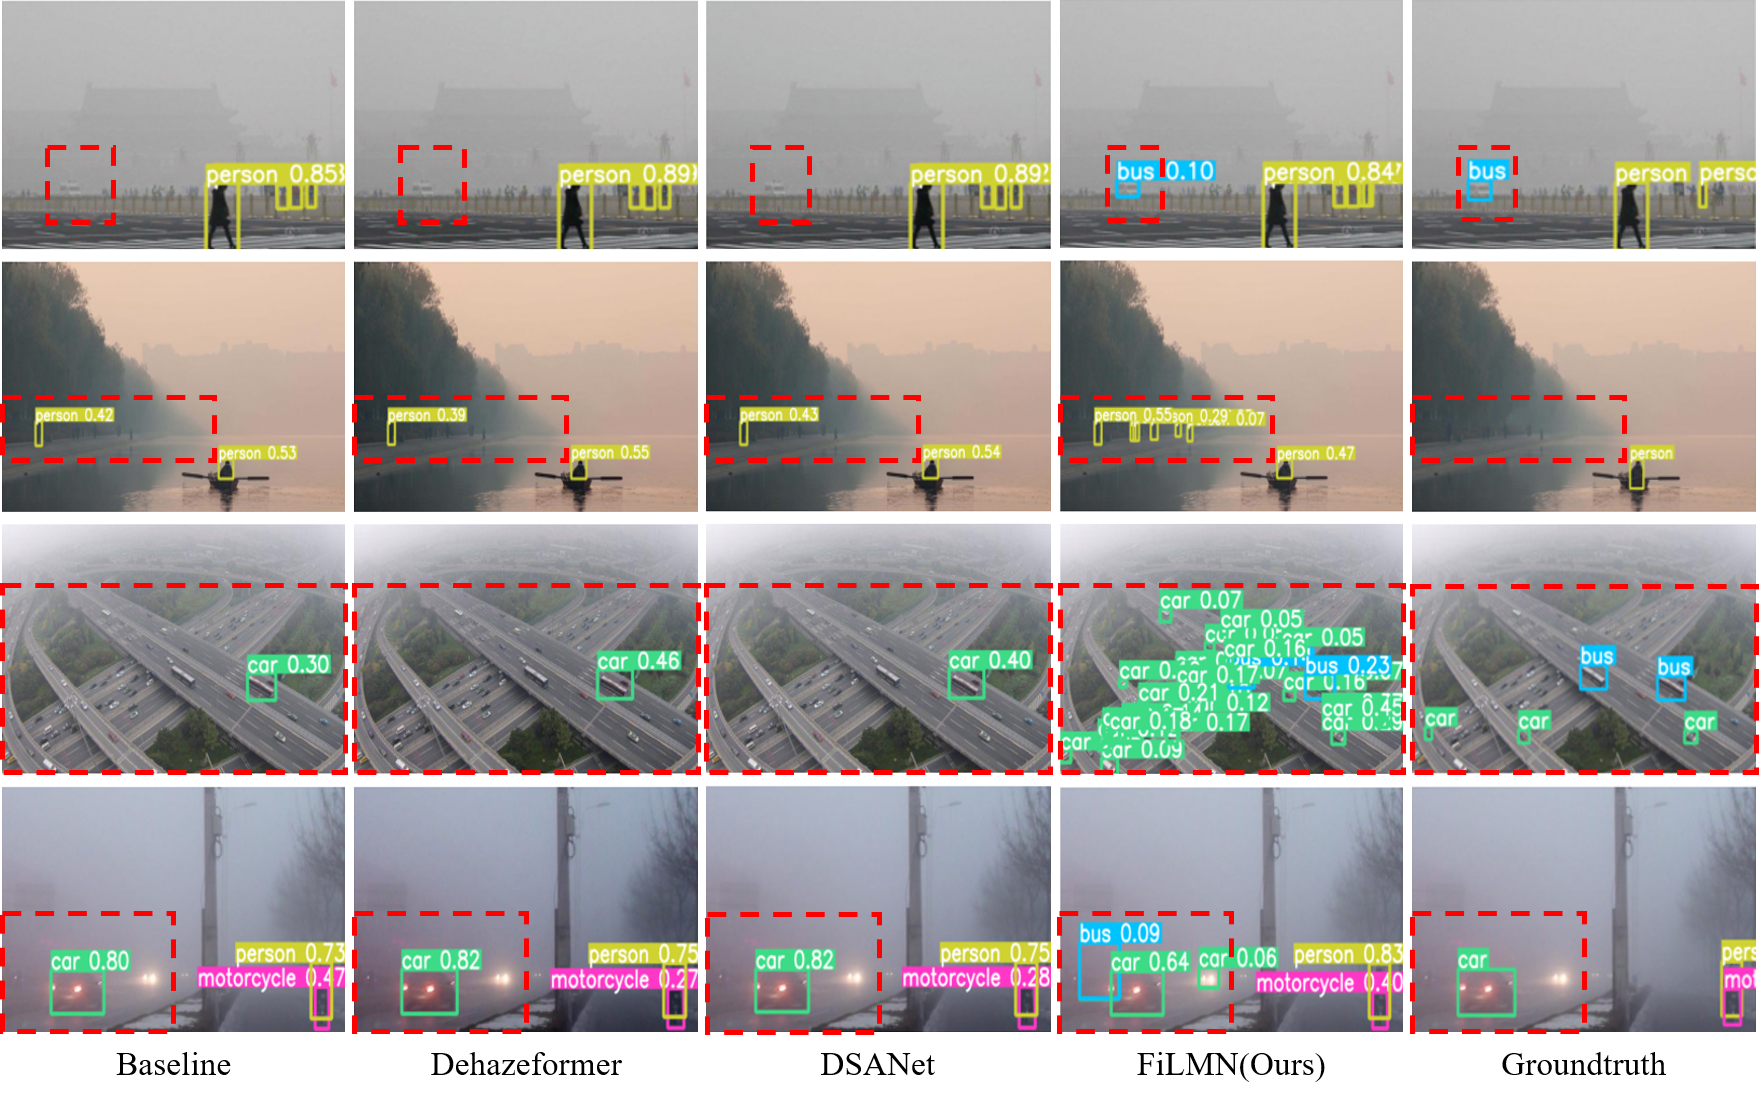 person 0.85
person 0.89
person 0.89
bus 0.10
person 0.84
bus
person
person 0.42
person 0.53
person 0.39
person 0.55
person 0.43
person 0.54
person 0.55
0.29
0.07
person 0.47
person
car 0.30
car 0.46
car 0.40
car 0.07
car 0.05
0.05
car 0.16
bus 0.23
car 0.17
car 0.16
car 0.21
0.12
car 0.45
car 0.18
0.17
car
car 0.09
bus
bus
car
car
car
car 0.80
person 0.73
motorcycle 0.47
car 0.82
person 0.75
motorcycle 0.27
car 0.82
person 0.75
motorcycle 0.28
bus 0.09
car 0.64
car 0.06
person 0.83
motorcycle 0.40
car
pers
mot
Baseline
Dehazeformer
DSANet
FiLMN(Ours)
Groundtruth